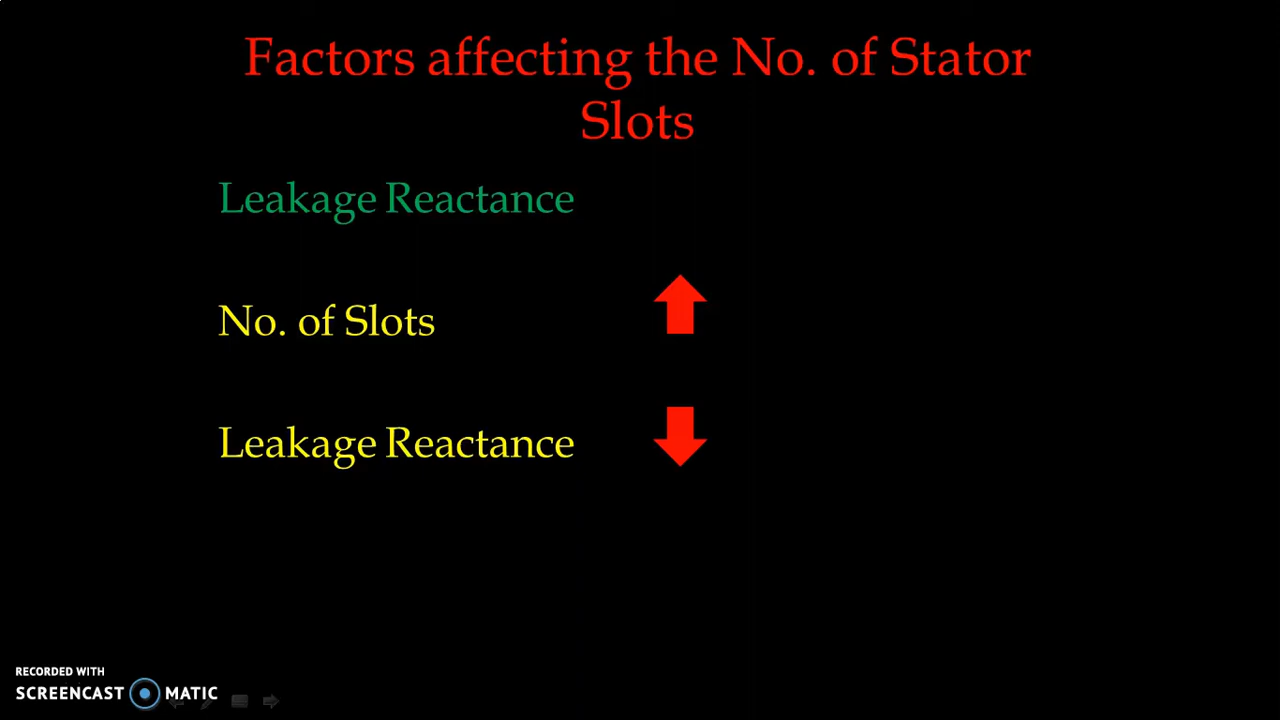 Factors affecting the No. of Stator
Slots
Leakage Reactance
No. of Slots
Leakage Reactance
RECORDED WITH
SCREENCAST MATIC